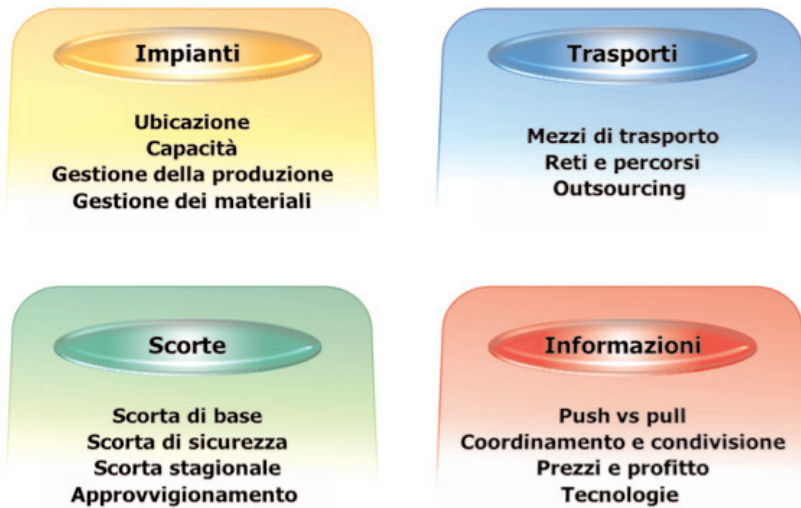 Impianti
Ubicazione
Capacità
Gestione della produzione
Gestione dei materiali
Trasporti
Mezzi di trasporto
Reti e percorsi
Outsourcing
Scorte
Scorta di base
Scorta di sicurezza
Scorta stagionale
Approvvigionamento
Informazioni
Push vs pull
Coordinamento e condivisione
Prezzi e profitto
Tecnologie